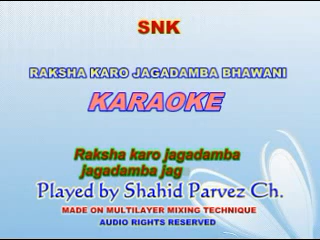 SNK
RAKSHA KARO JAGADAMBA BHAWANI
KARAOKE
Raksha karo jagadamba
jagadamba jag
Played by Shahid Parvez Ch.
MADE ON MULTILAYER MIXING TECHNIQUE
AUDIO RIGHTS RESERVED